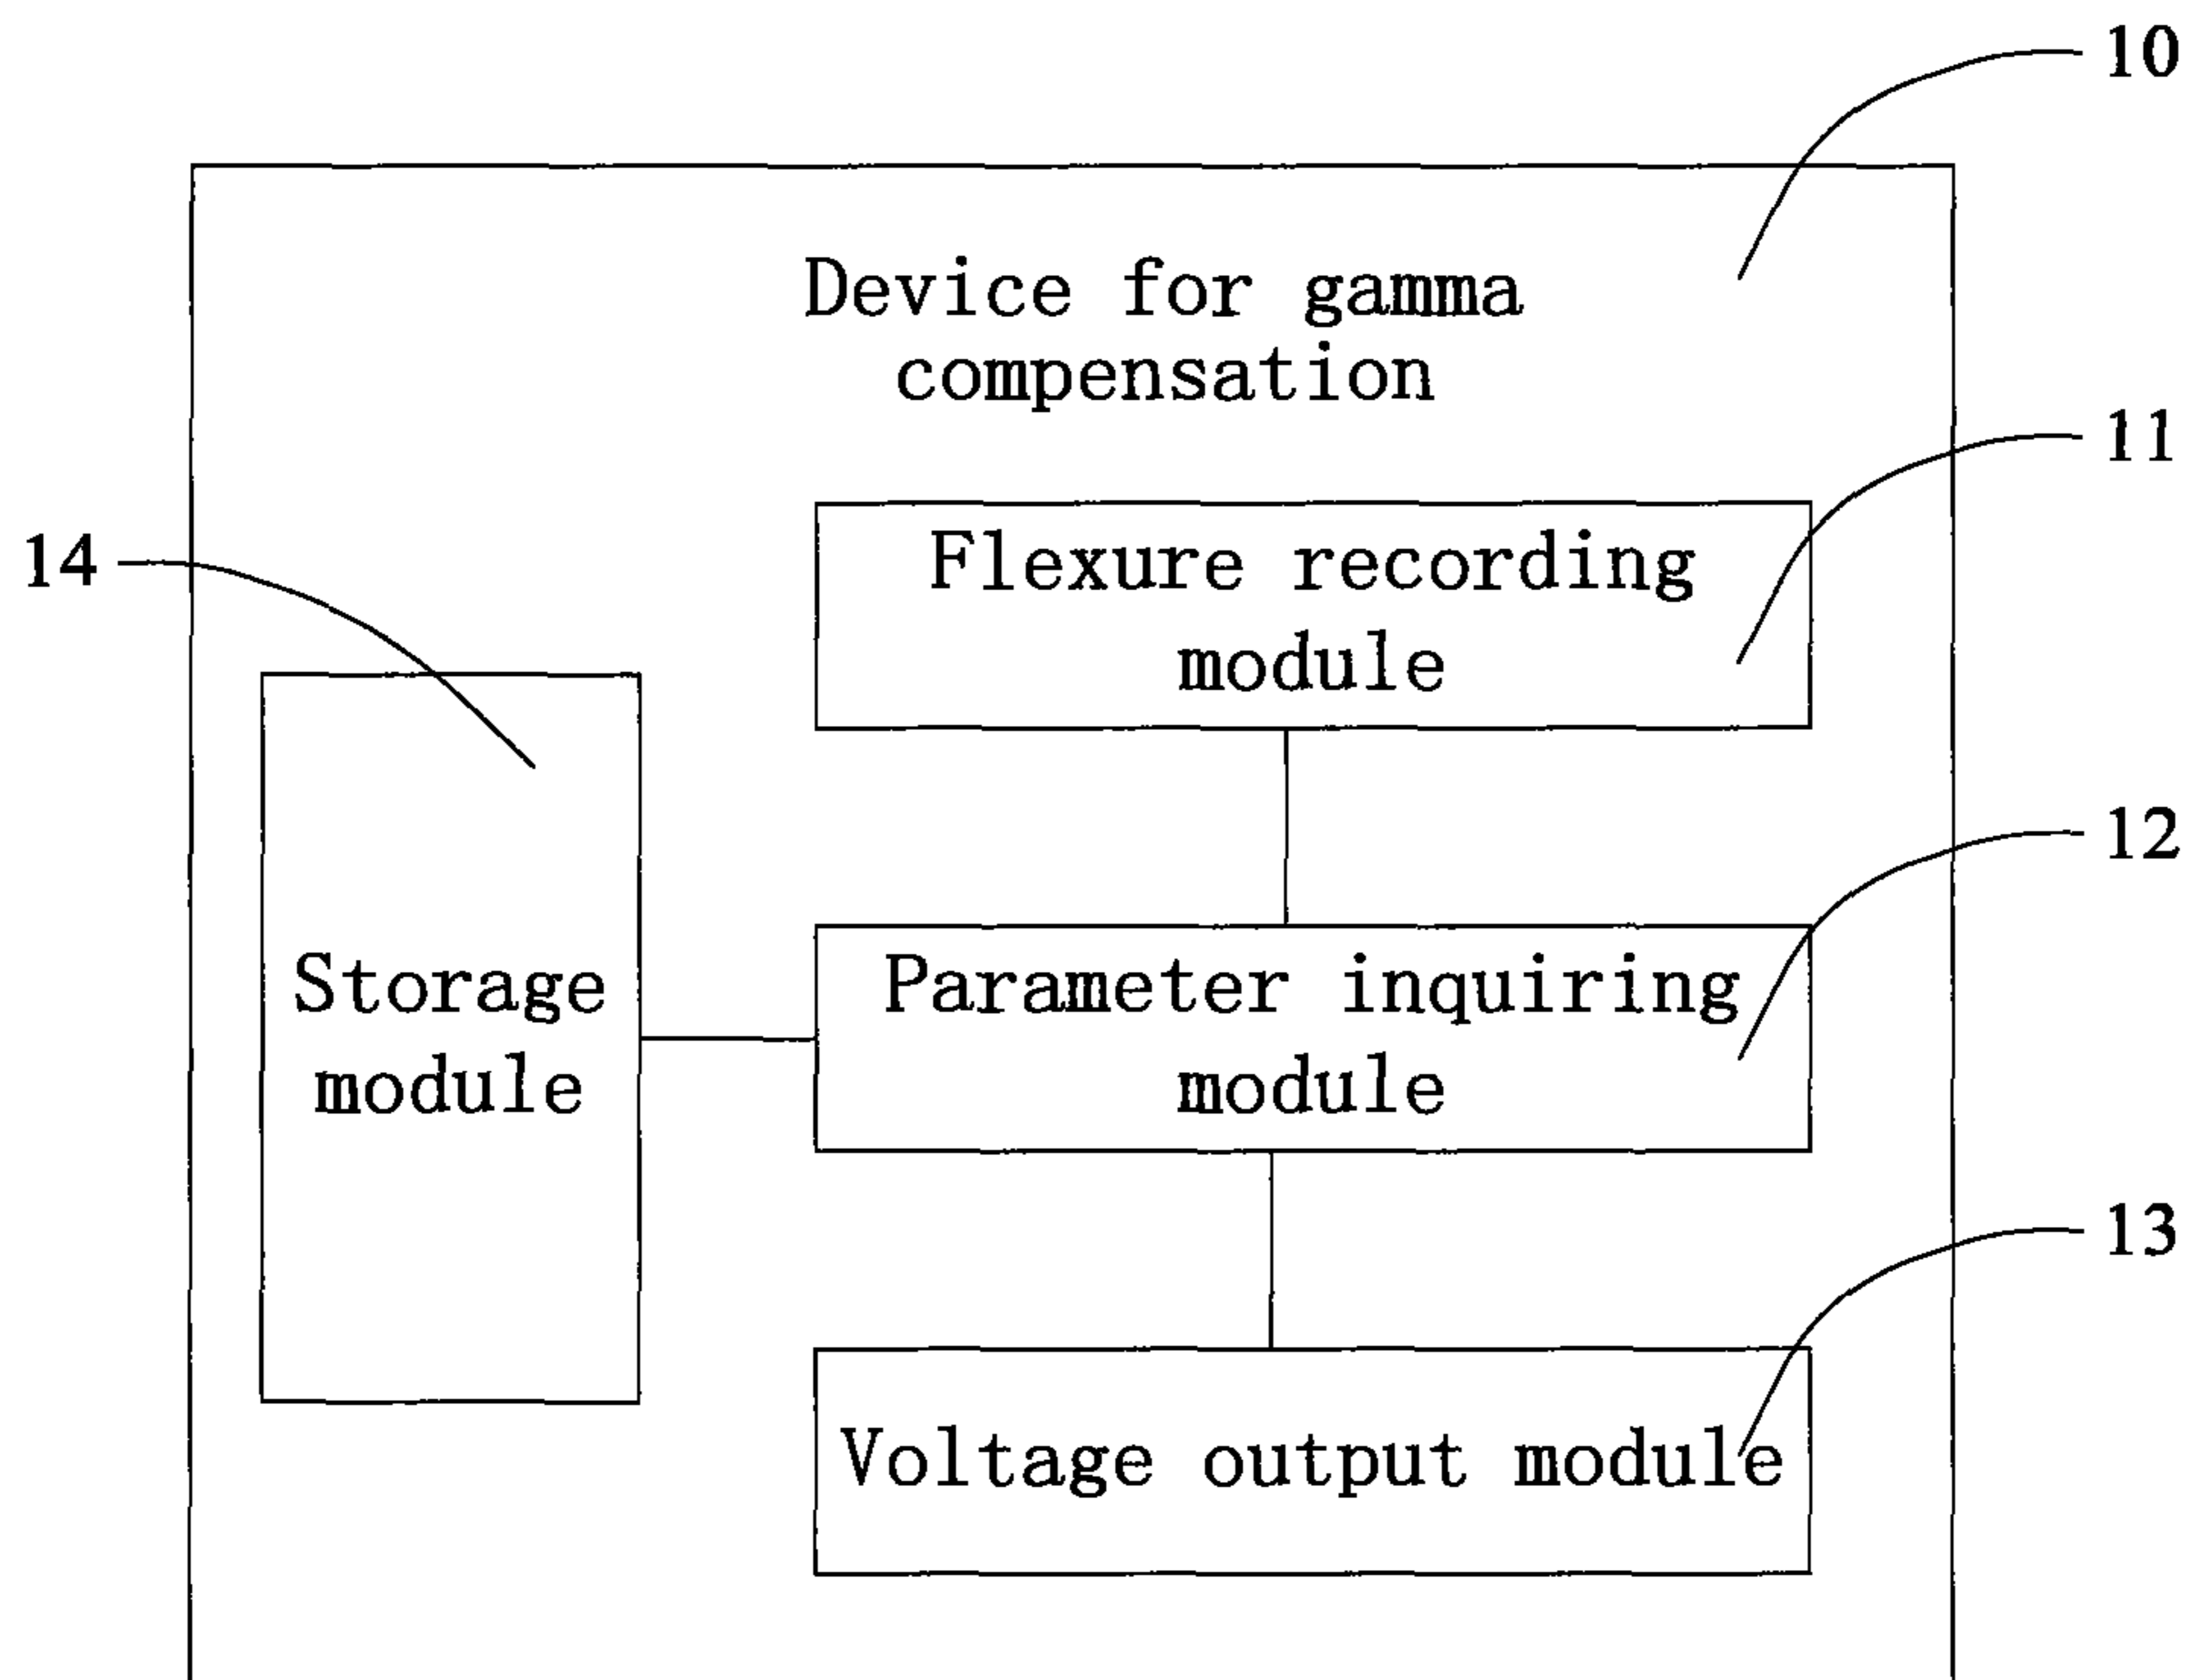 10
Device for gamma
compensation
11
Flexure recording
module
14
12
Storage
module
Parameter inquiring
module
13
Voltage output module